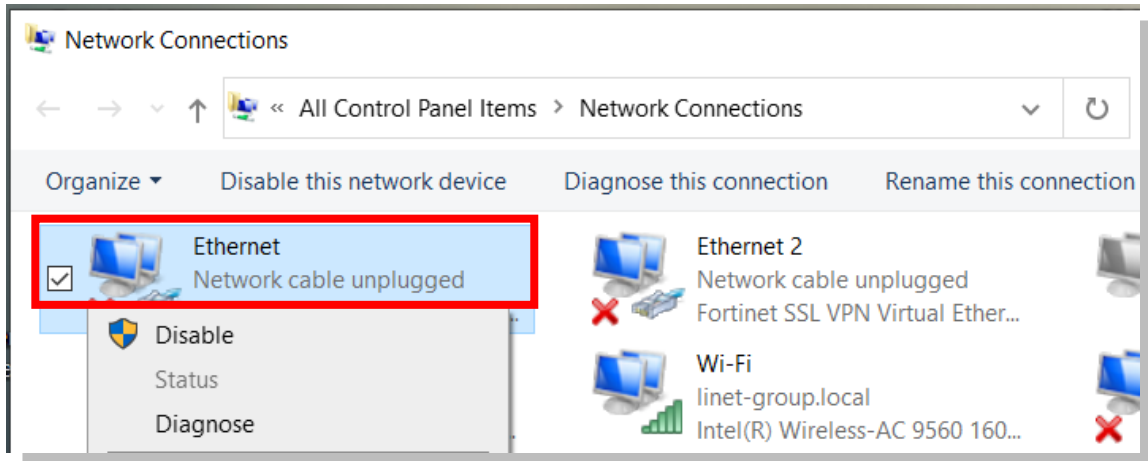 Network Connections
« All Control Panel Items > Network Connections
Organize Disable this network device Diagnose this connection Rename this connection
Ethernet
Network cable unplugged
Disable
Status
Diagnose
Ethernet 2
Network cable unplugged
Fortinet SSL VPN Virtual Ether...
Wi-Fi
linet-group.local
Intel(R) Wireless-AC 9560 160...